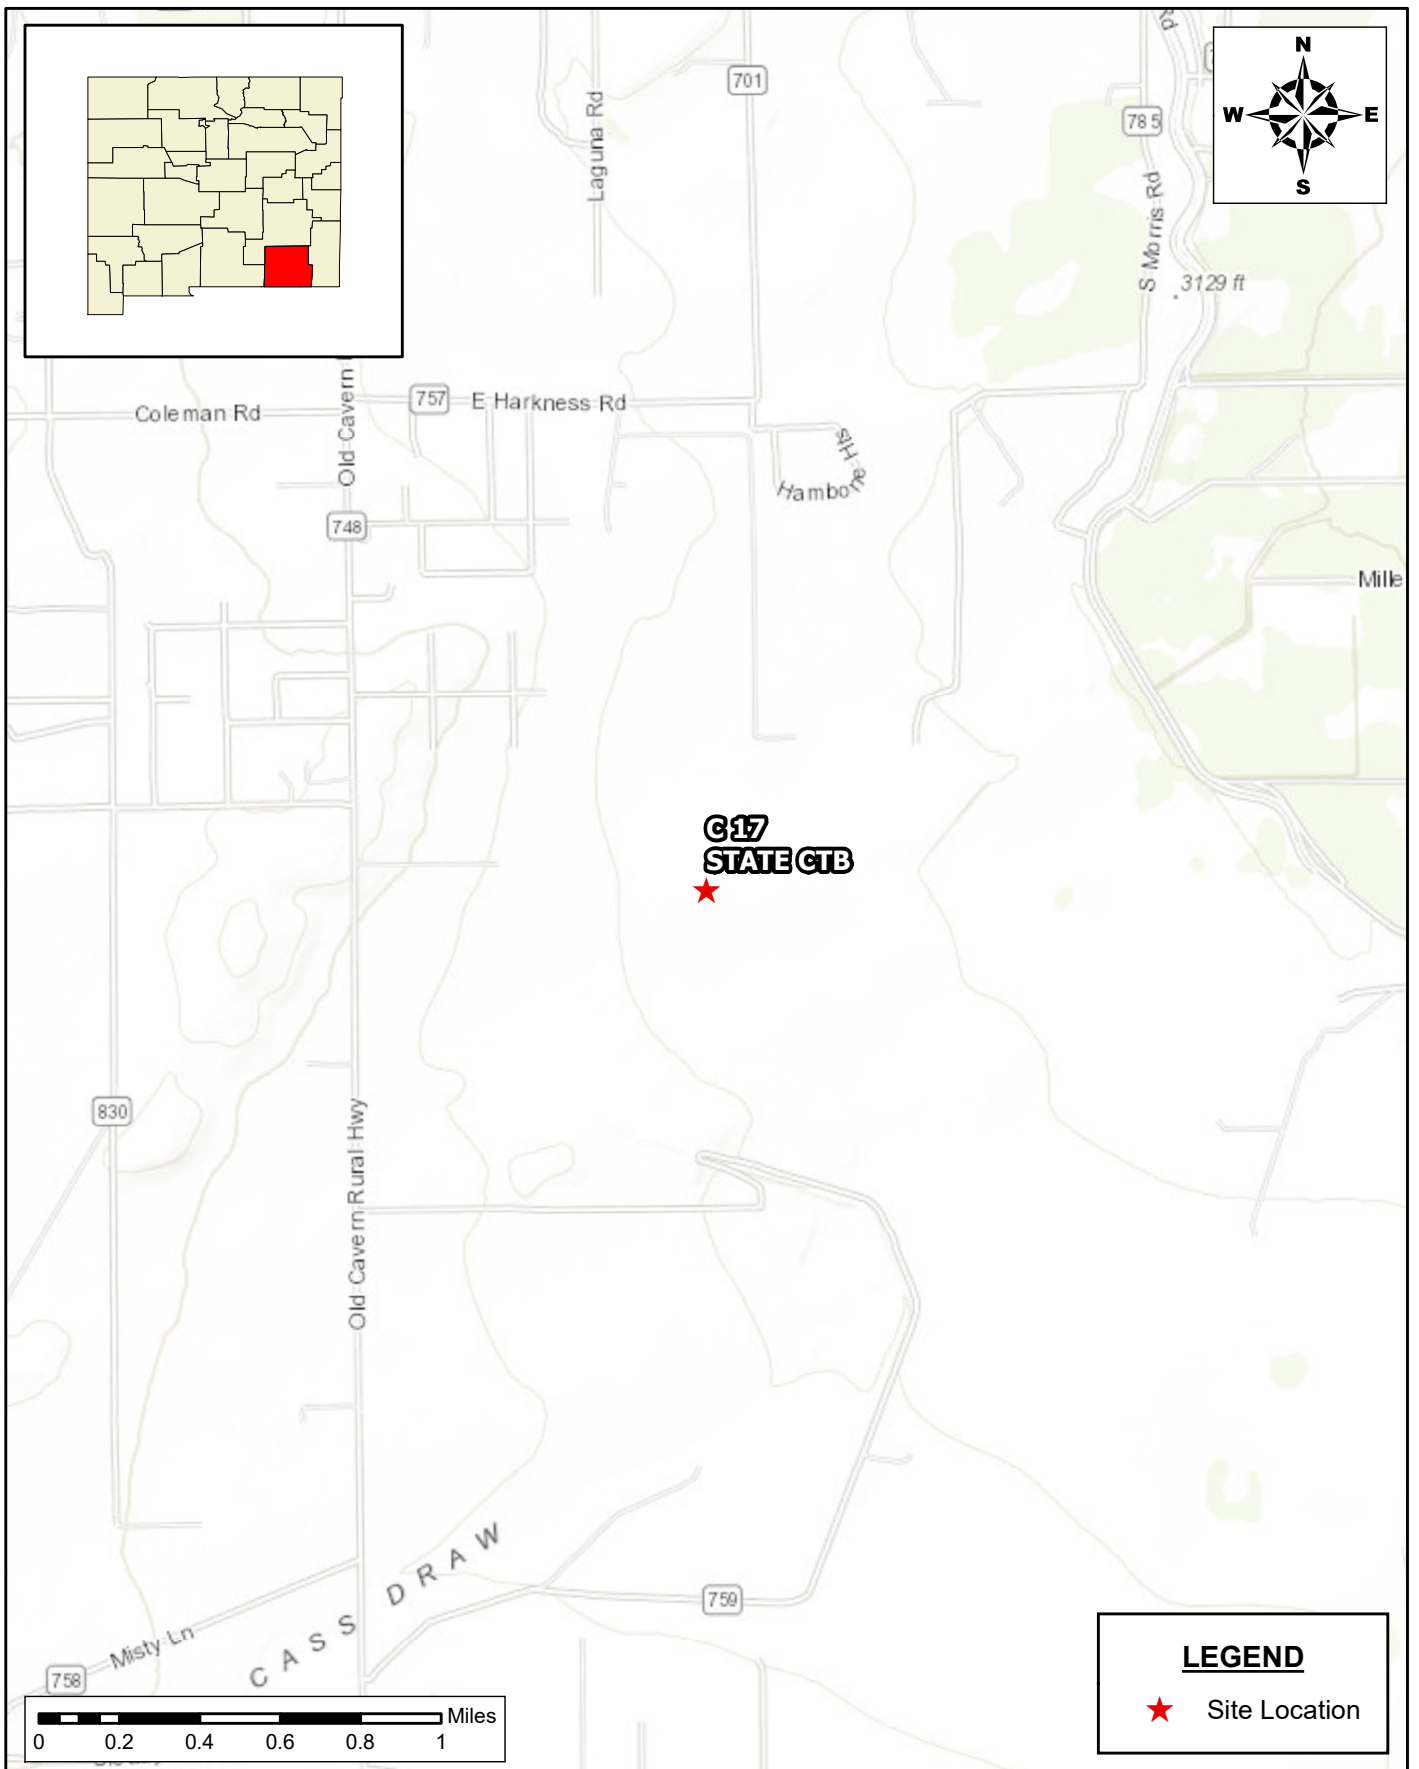 701
Laguna Rd
785
S Morris Rd
3129 ft
N
W
E
S
Coleman Rd
Old Cavern
757
E Harkness Rd
Hambone Hts
748
Mille
C 17
STATE CTB
830
Old Cavern Rural Hwy
CASS DRAW
759
Misty Ln
758
Miles
0 0.2 0.4 0.6 0.8 1
LEGEND
Site Location